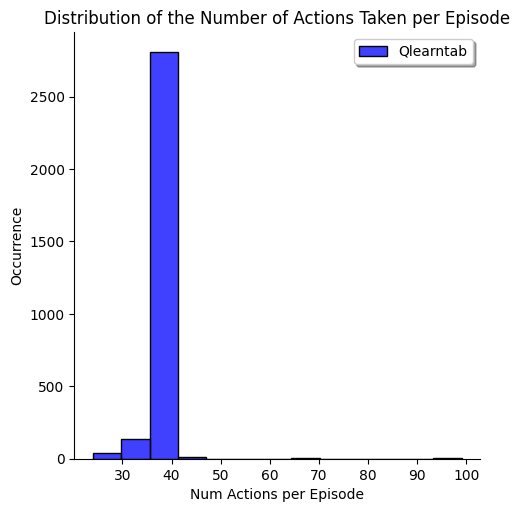 Distribution of the Number of Actions Taken per Episode
Qlearntab
2500
2000
1500
1000
500
0
Occurrence
30 40 50 60 70 80 90 100
Num Actions per Episode